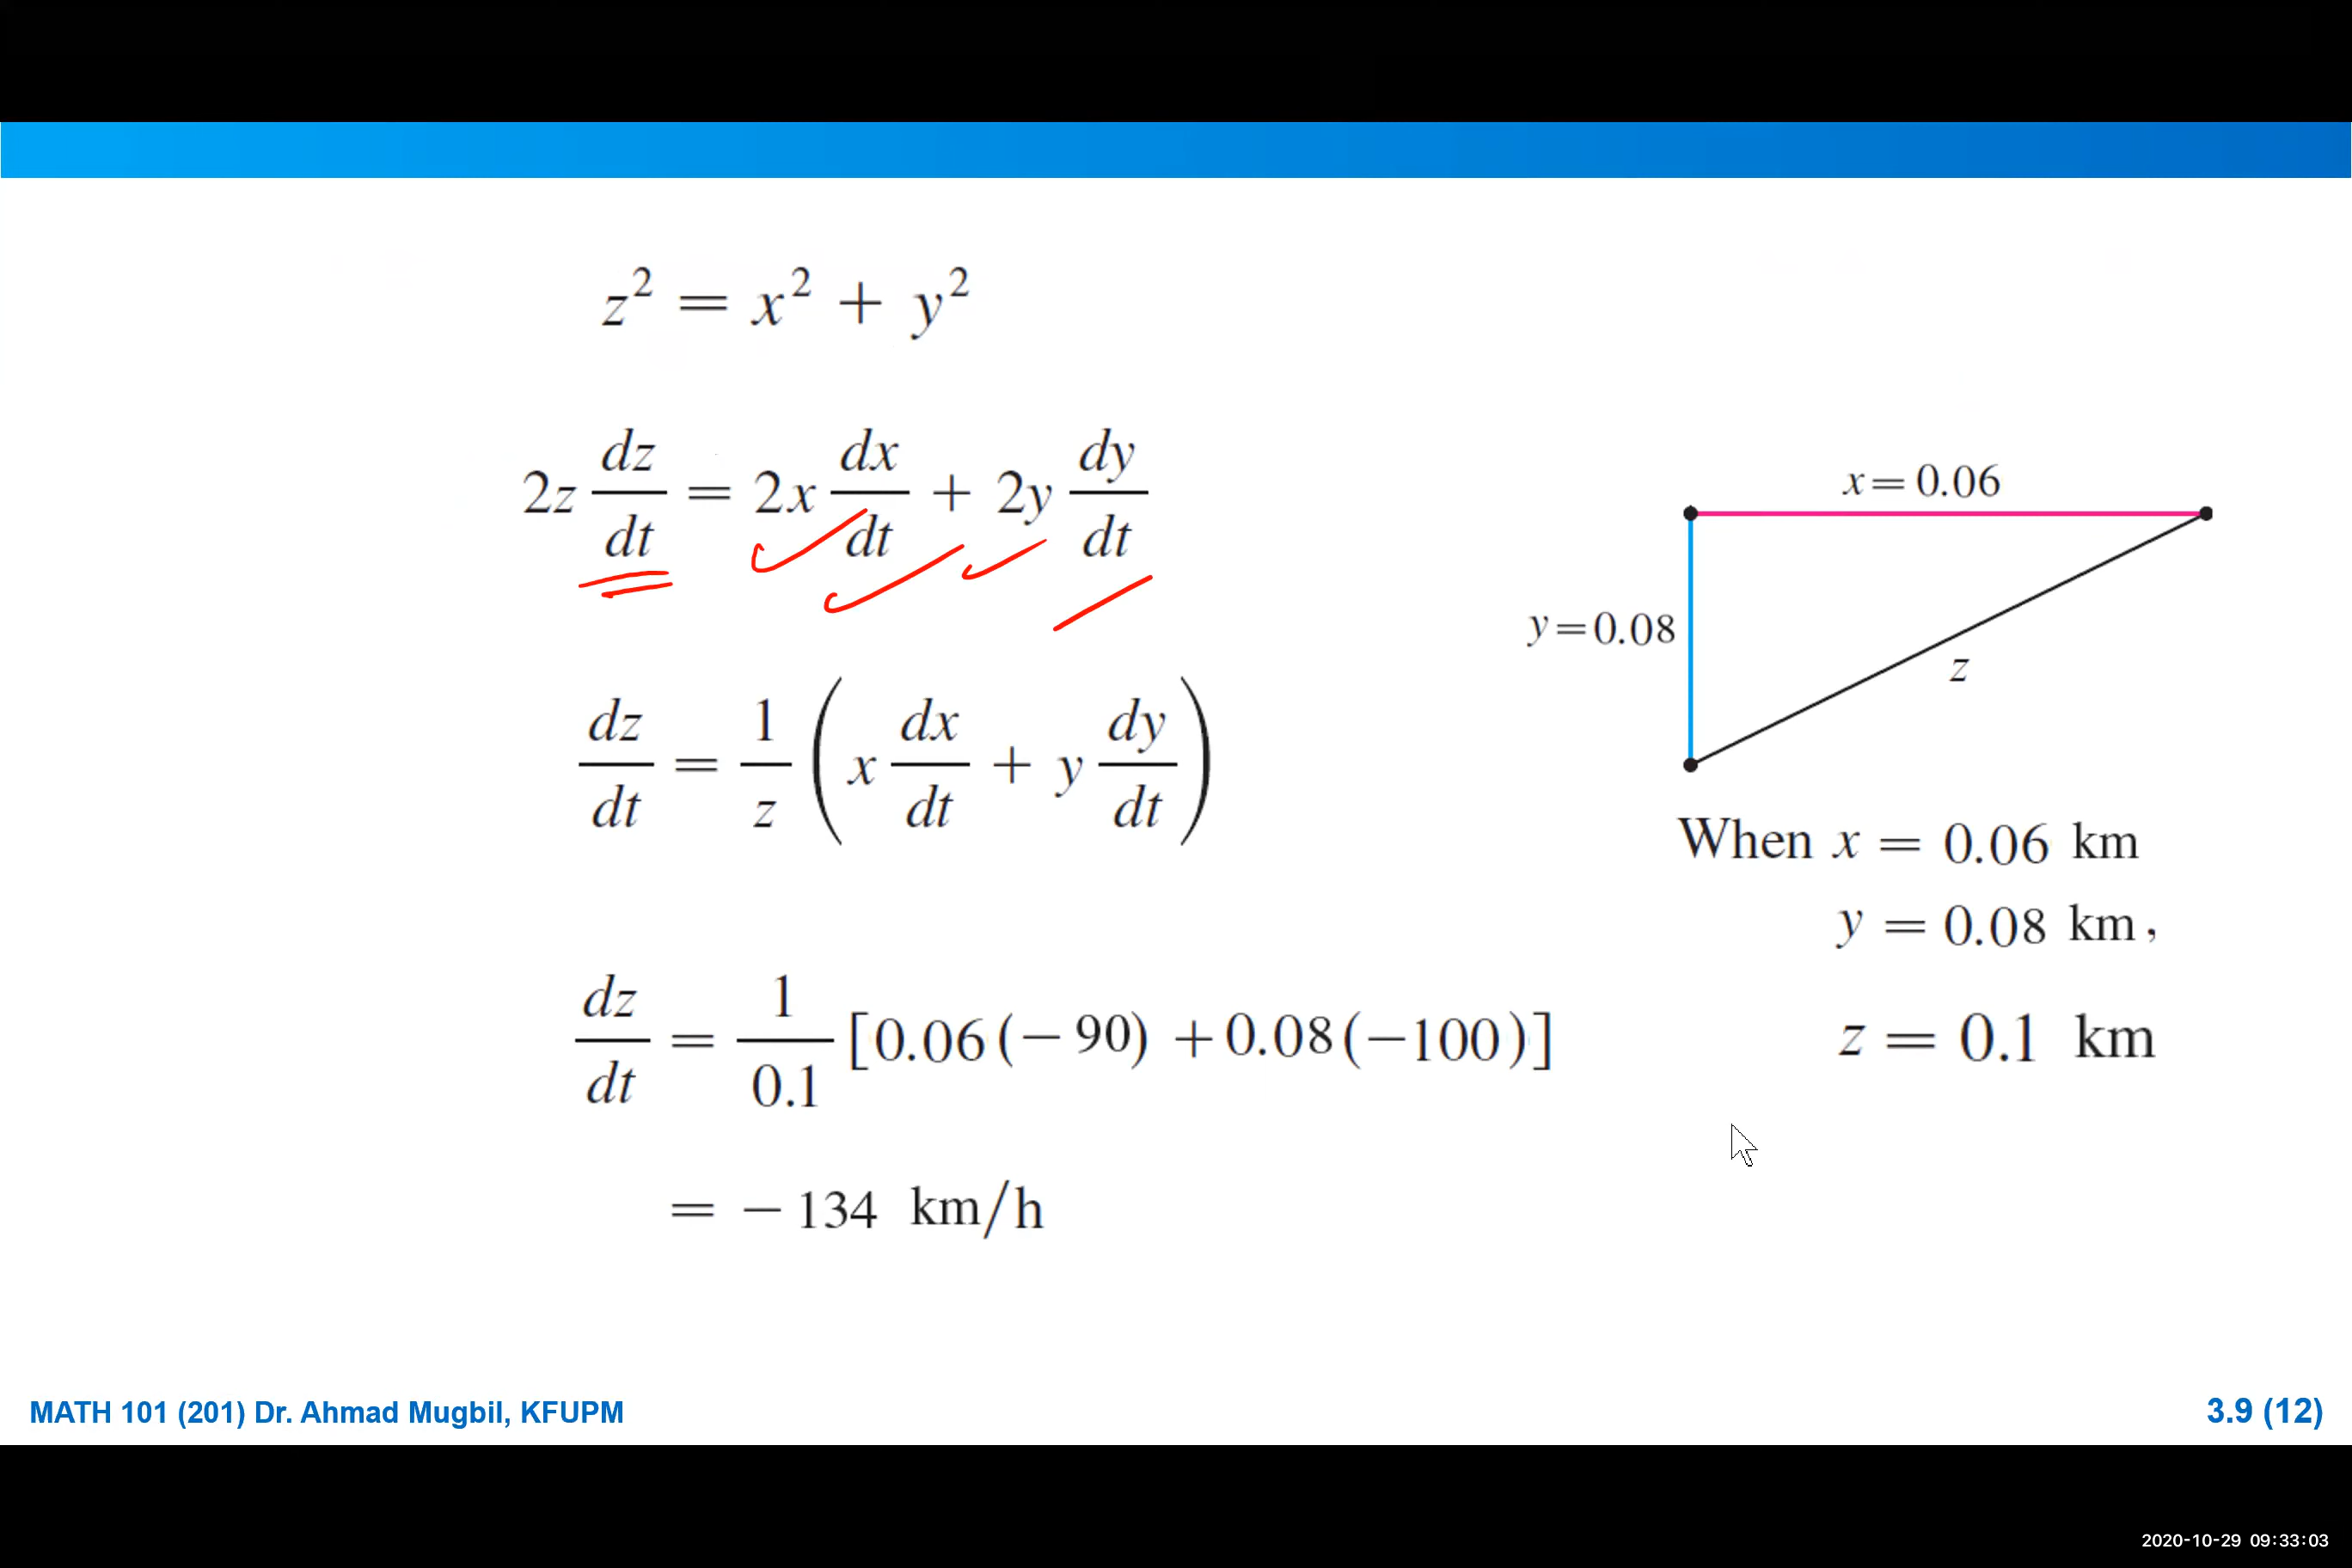 z² = x² + y²
2z dz/dt = 2x dx/dt + 2y dy/dt
dz/dt = 1/z (x dx/dt + y dy/dt)
dz/dt = 1/0.1 [0.06(−90) +0.08(−100)]
= −134 km/h
x=0.06
y=0.08
z
When x = 0.06 km
y = 0.08 km,
z = 0.1 km
MATH 101 (201) Dr. Ahmad Mugbil, KFUPM
3.9 (12)
2020-10-29 09:33:03